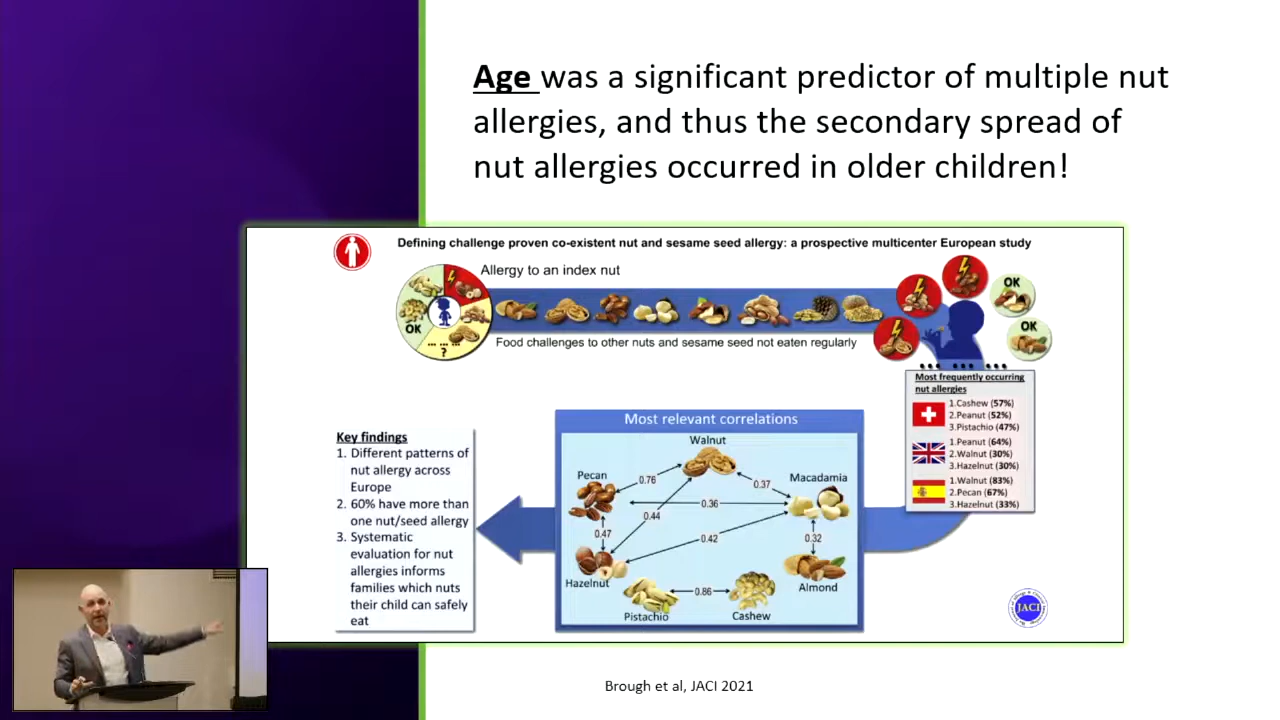 Age was a significant predictor of multiple nut
allergies, and thus the secondary spread of
nut allergies occurred in older children!
Defining challenge proven co-existent nut and sesame seed allergy: a prospective multicenter European study
Allergy to an index nut
OK
... ... ...
?
Food challenges to other nuts and sesame seed not eaten regularly
OK
OK
Most frequently occurring
nut allergies
1.Cashew (57%)
2.Peanut (52%)
3.Pistachio (47%)
1.Peanut (64%)
2.Walnut (30%)
3.Hazelnut (30%)
1.Walnut (83%)
2.Pecan (67%)
3.Hazelnut (33%)
Most relevant correlations
Walnut
Pecan
Macadamia
0.76
0.37
0.36
0.44
0.47
0.42
0.32
Hazelnut
Almond
0.86
Pistachio
Cashew
Key findings
1. Different patterns of
nut allergy across
Europe
2. 60% have more than
one nut/seed allergy
3. Systematic
evaluation for nut
allergies informs
families which nuts
their child can safely
eat
JACI
Brough et al, JACI 2021